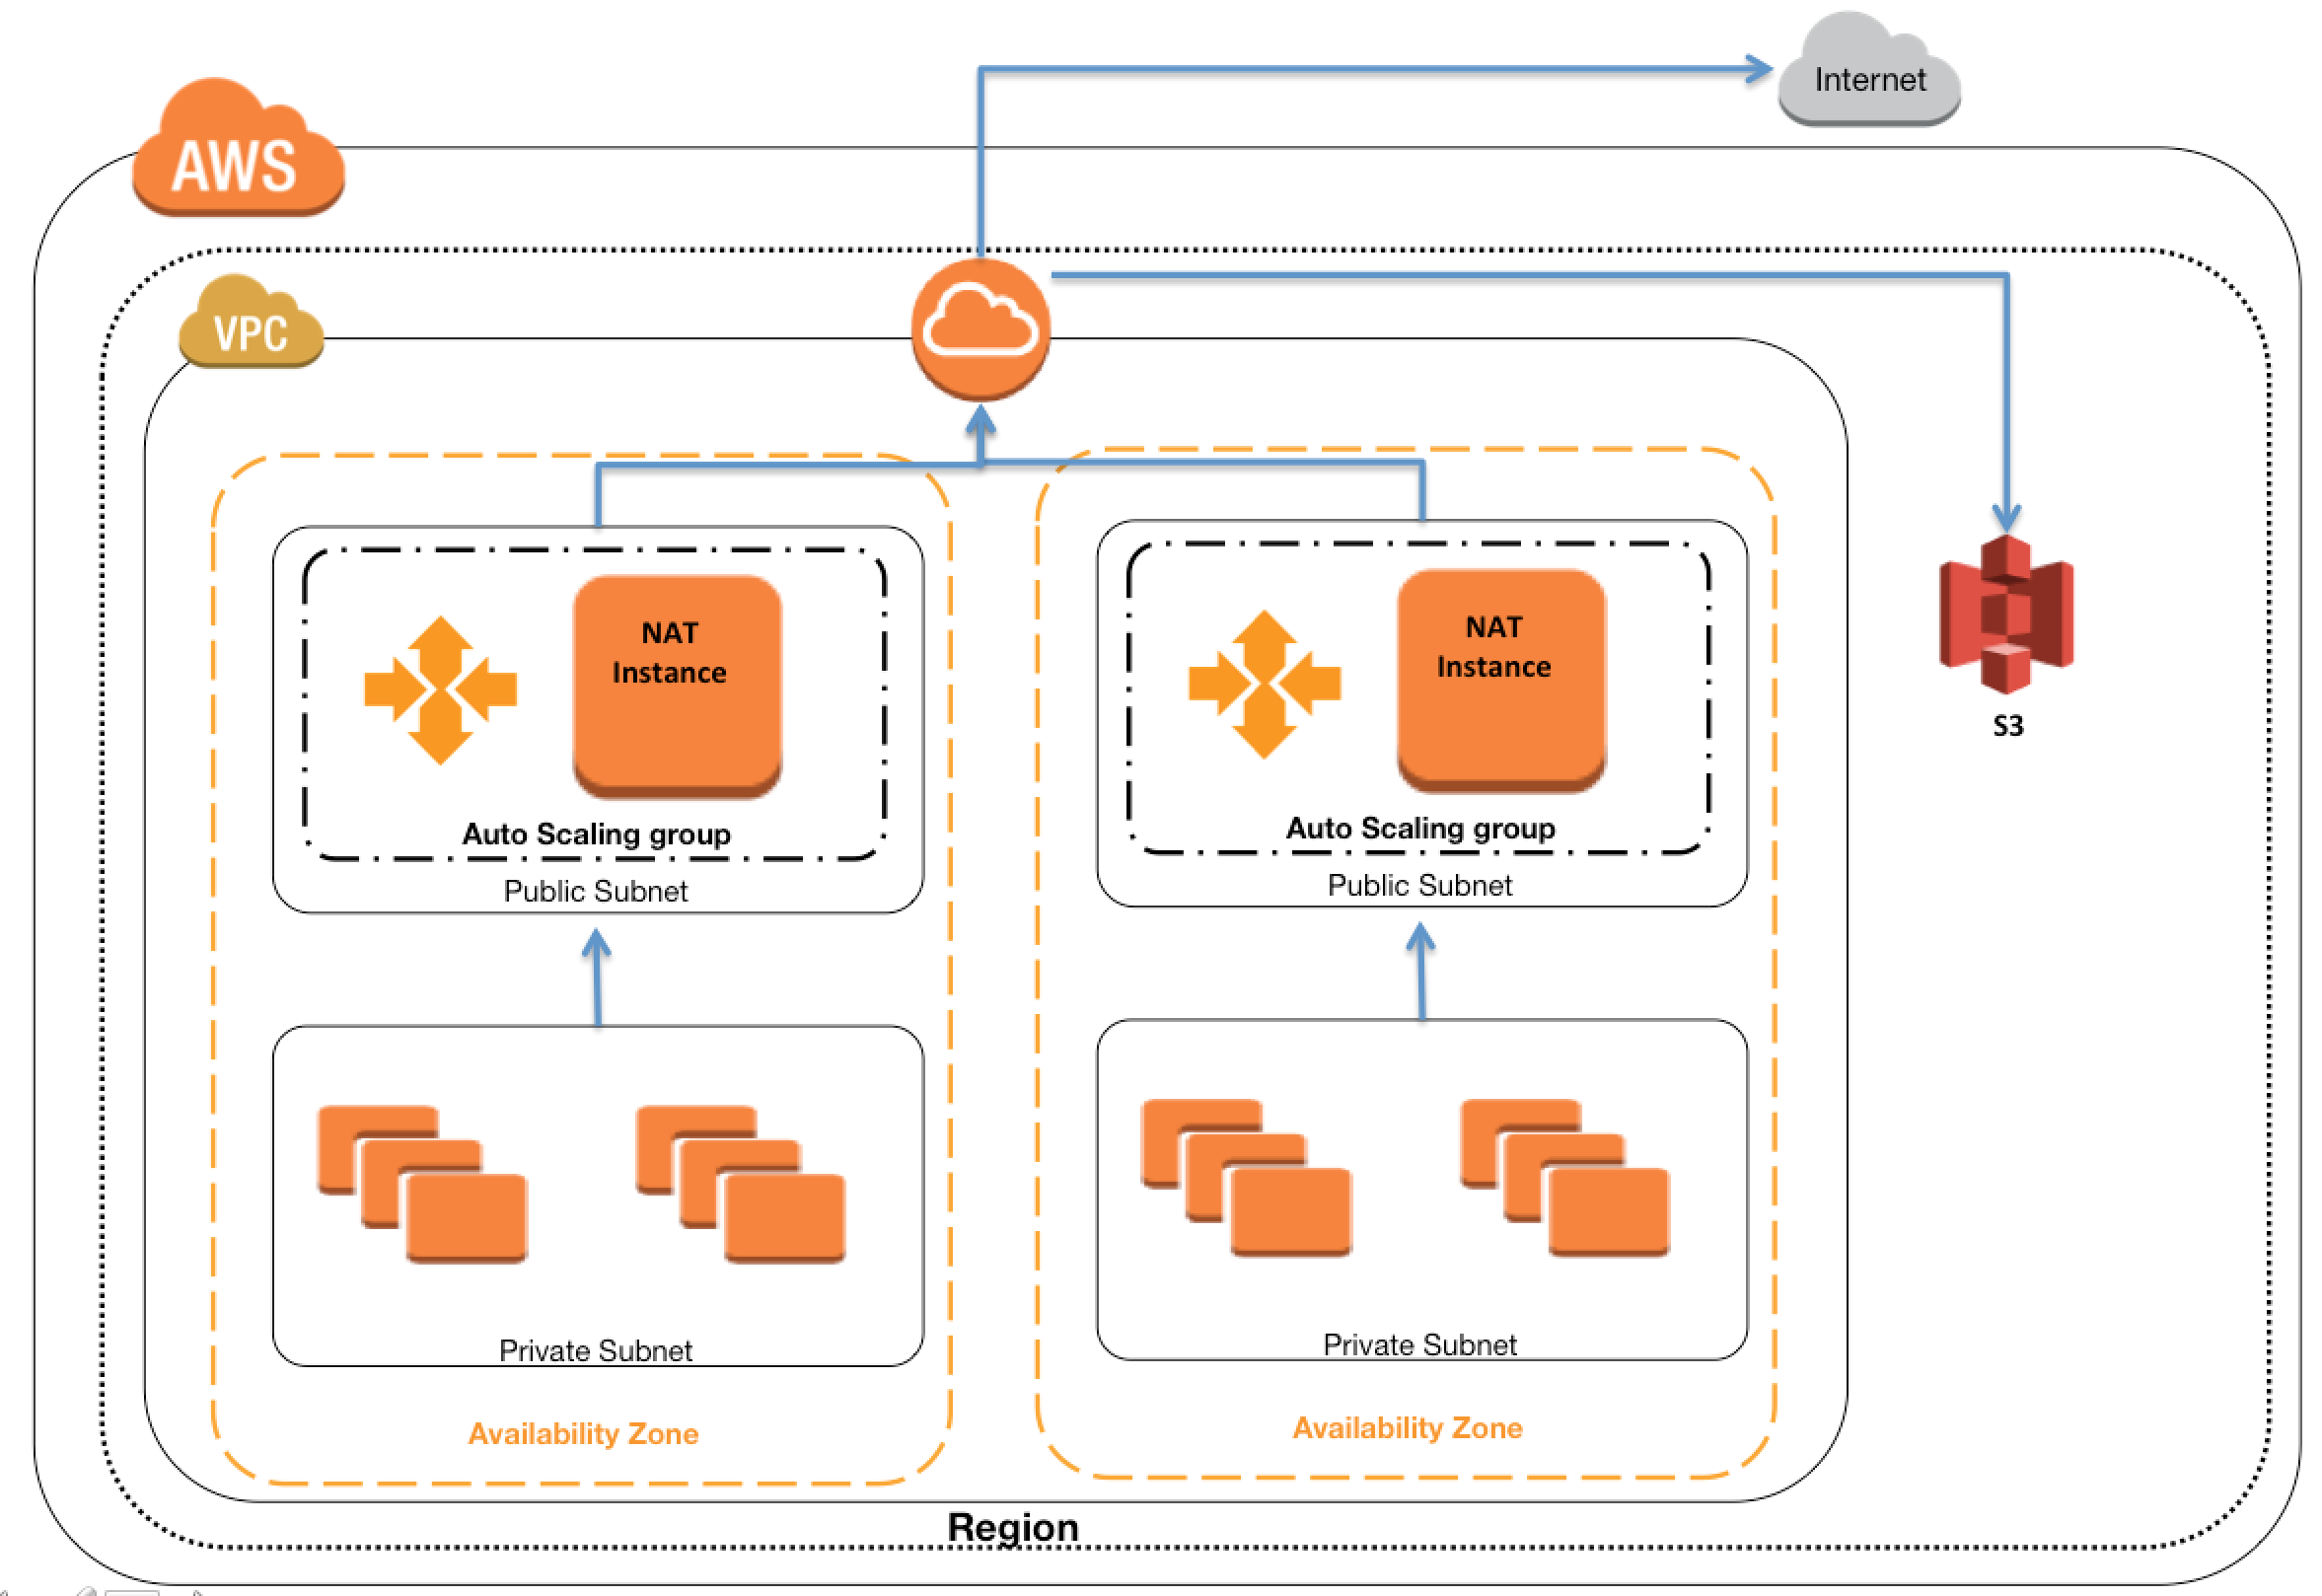 Internet
AWS
VPC
NAT
Instance
Auto Scaling group
Public Subnet
NAT
Instance
Auto Scaling group
Public Subnet
S3
Private Subnet
Private Subnet
Availability Zone
Availability Zone
Region